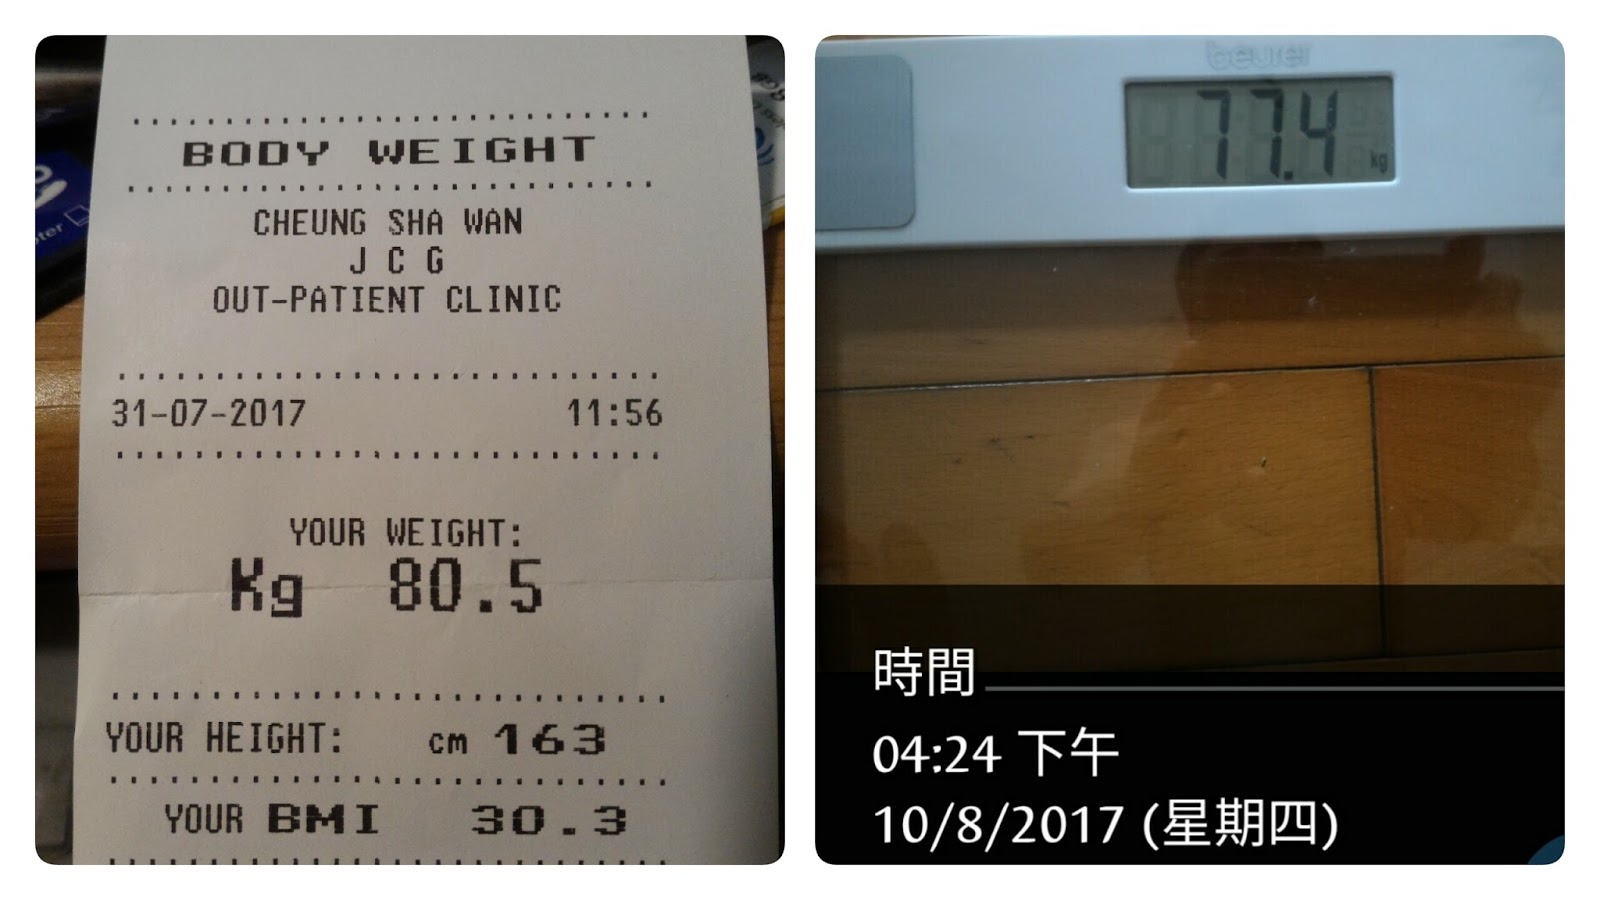 BODY WEIGHT
CHEUNG SHA WAN
J C G
OUT-PATIENT CLINIC
31-07-2017 11:56
YOUR WEIGHT:
Kg 80.5
YOUR HEIGHT: cm 163
YOUR BMI 30.3
beurer
77.4 kg
時間
04:24 下午
10/8/2017 (星期四)